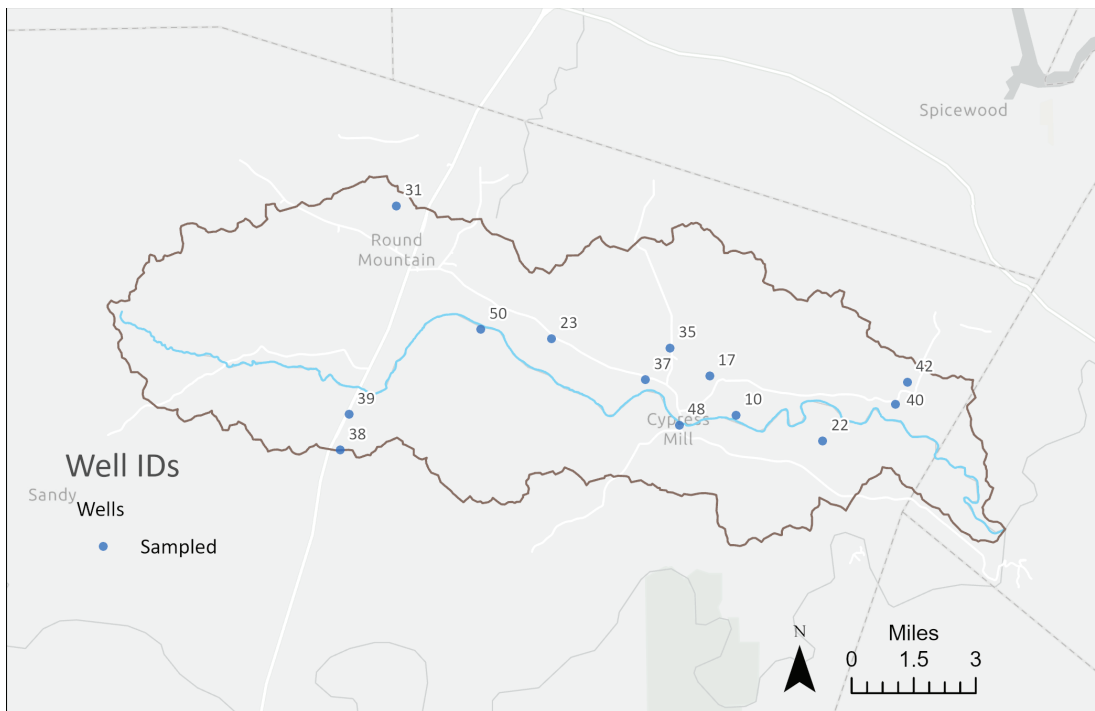 Spicewood
31
Round
Mountain
50
23
35
37
17
42
39
48
10
40
Cypress
Mill
22
38
Well IDs
Sandy
Wells
Sampled
N
Miles
0 1.5 3